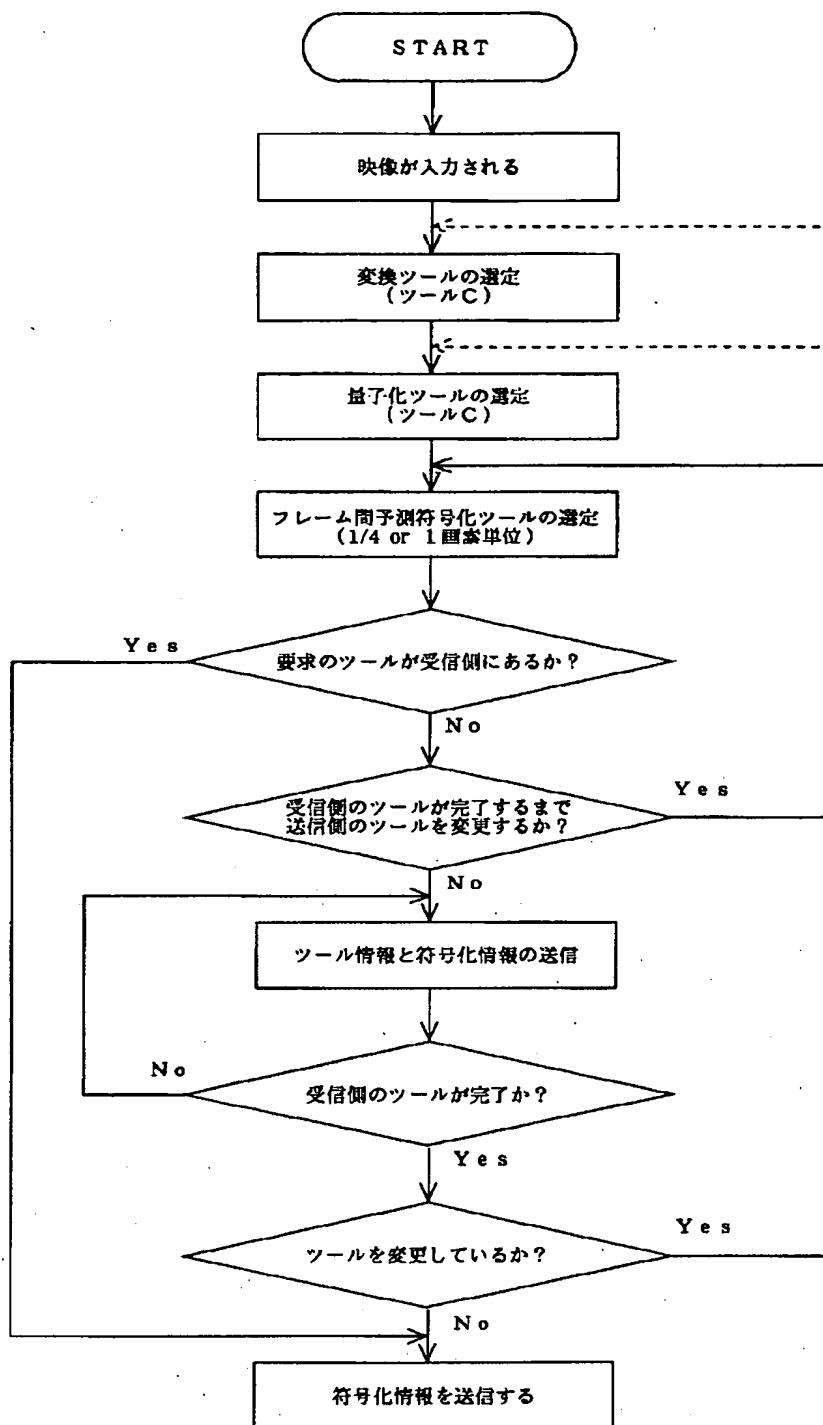 START
映像が入力される
変換ツールの選定
(ツールC)
量子化ツールの選定
(ツールC)
フレーム間予測符号化ツールの選定
(1/4 or 1画素単位)
Yes
要求のツールが受信側にあるか?
No
受信側のツールが完了するまで
送信側のツールを変更するか?
Yes
No
ツール情報と符号化情報の送信
No
受信側のツールが完了か?
Yes
ツールを変更しているか?
Yes
No
符号化情報を送信する